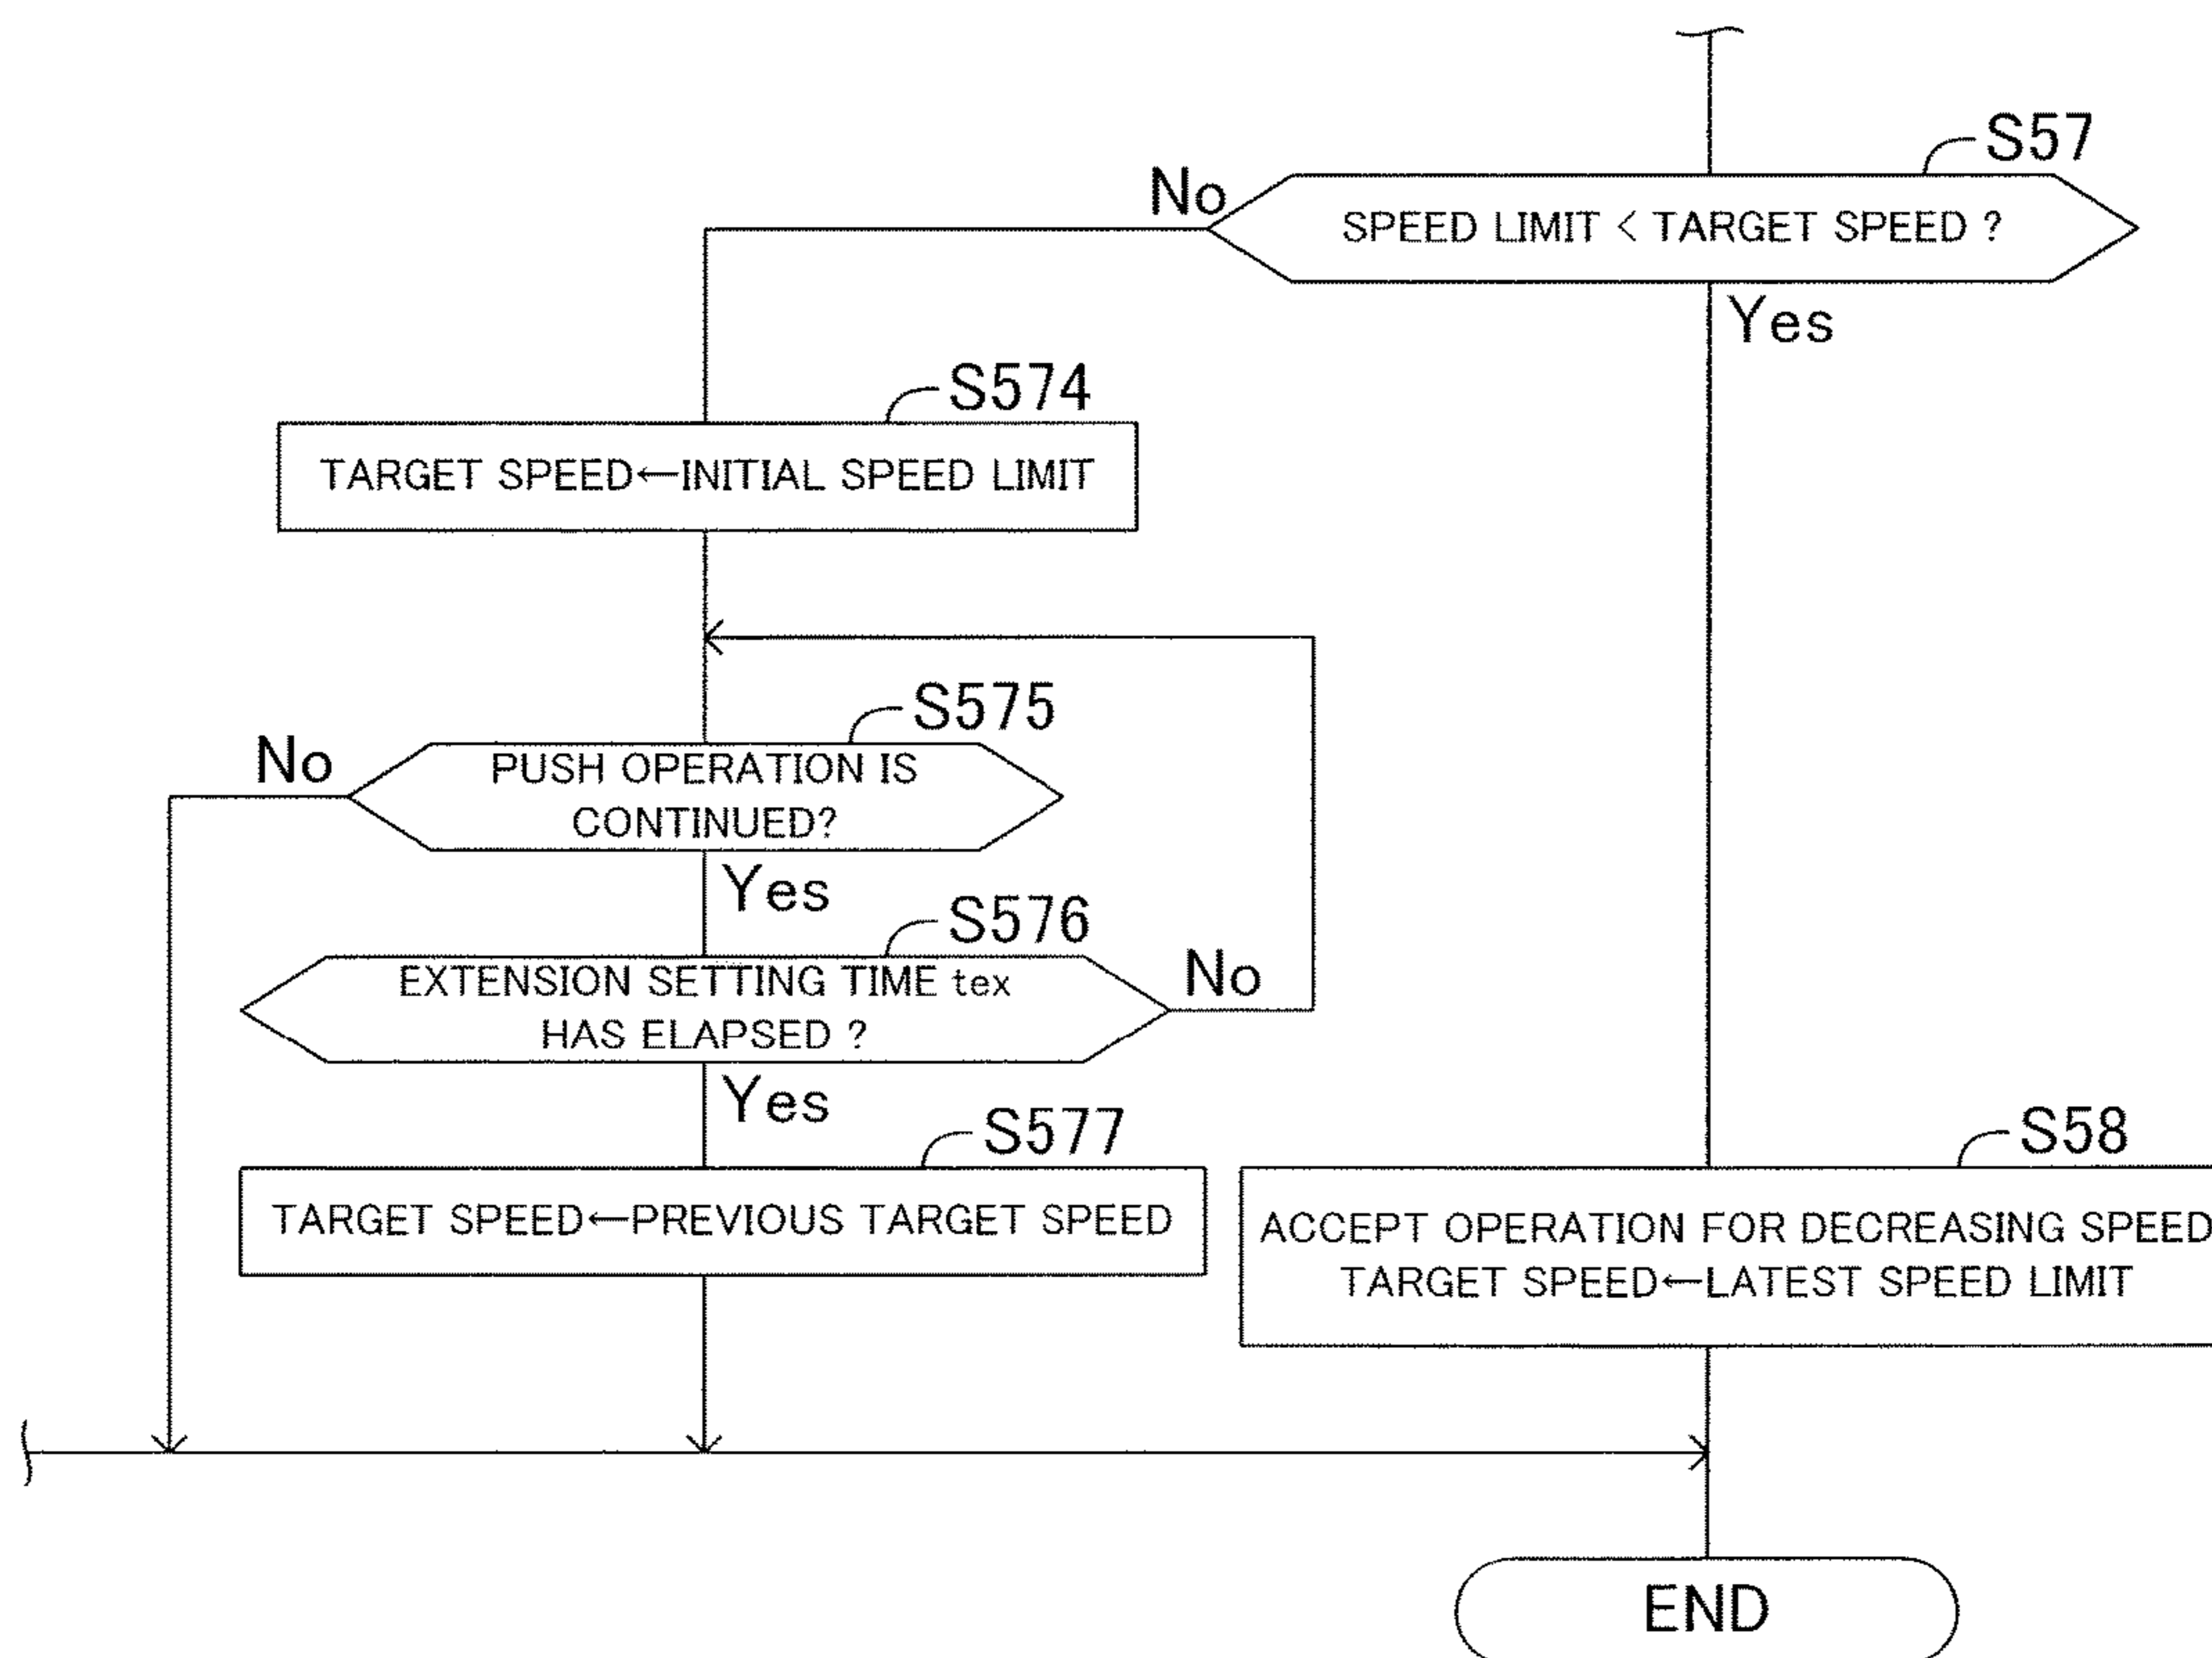 S57
No
SPEED LIMIT < TARGET SPEED ?
Yes
S574
TARGET SPEED←INITIAL SPEED LIMIT
S575
No
PUSH OPERATION IS
CONTINUED?
Yes
S576
EXTENSION SETTING TIME tex
HAS ELAPSED ?
No
Yes
S577
TARGET SPEED←PREVIOUS TARGET SPEED
S58
ACCEPT OPERATION FOR DECREASING SPEED
TARGET SPEED←LATEST SPEED LIMIT
END